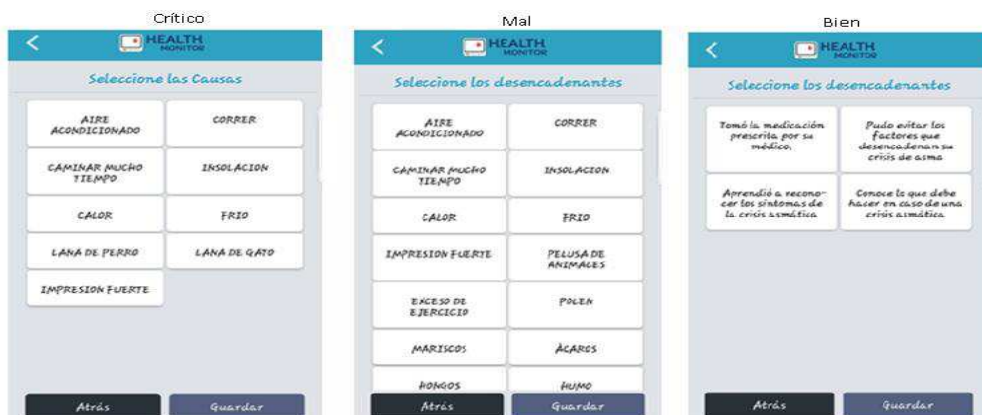 Crítico
HEALTH
MONITOR
Seleccione las Causas
AIRE
ACONDICIONADO
CORRER
CAMINAR MUCHO
TIEMPO
INSOLACION
CALOR
FRIO
LANA DE PERRO
LANA DE GATO
IMPRESION FUERTE
Atrás
Guardar
Mal
HEALTH
MONITOR
Seleccione los desencadenantes
AIRE
ACONDICIONADO
CORRER
CAMINAR MUCHO
TIEMPO
INSOLACION
CALOR
FRIO
IMPRESION FUERTE
PELUSA DE
ANIMALES
EXCESO DE
EJERCICIO
POLEN
MARISCOS
ÀCAROS
HONGOS
HUMO
Atrás
Guardar
Bien
HEALTH
MONITOR
Seleccione los desencadenantes
Tomó la medicación
prescrita por su
médico.
Pudo evitar los
factores que
desencadenan su
crisis de asma
Aprendió a recono-
cer los síntomas de
la crisis asmática
Conoce lo que debe
hacer en caso de una
crisis asmática
Atrás
Guardar